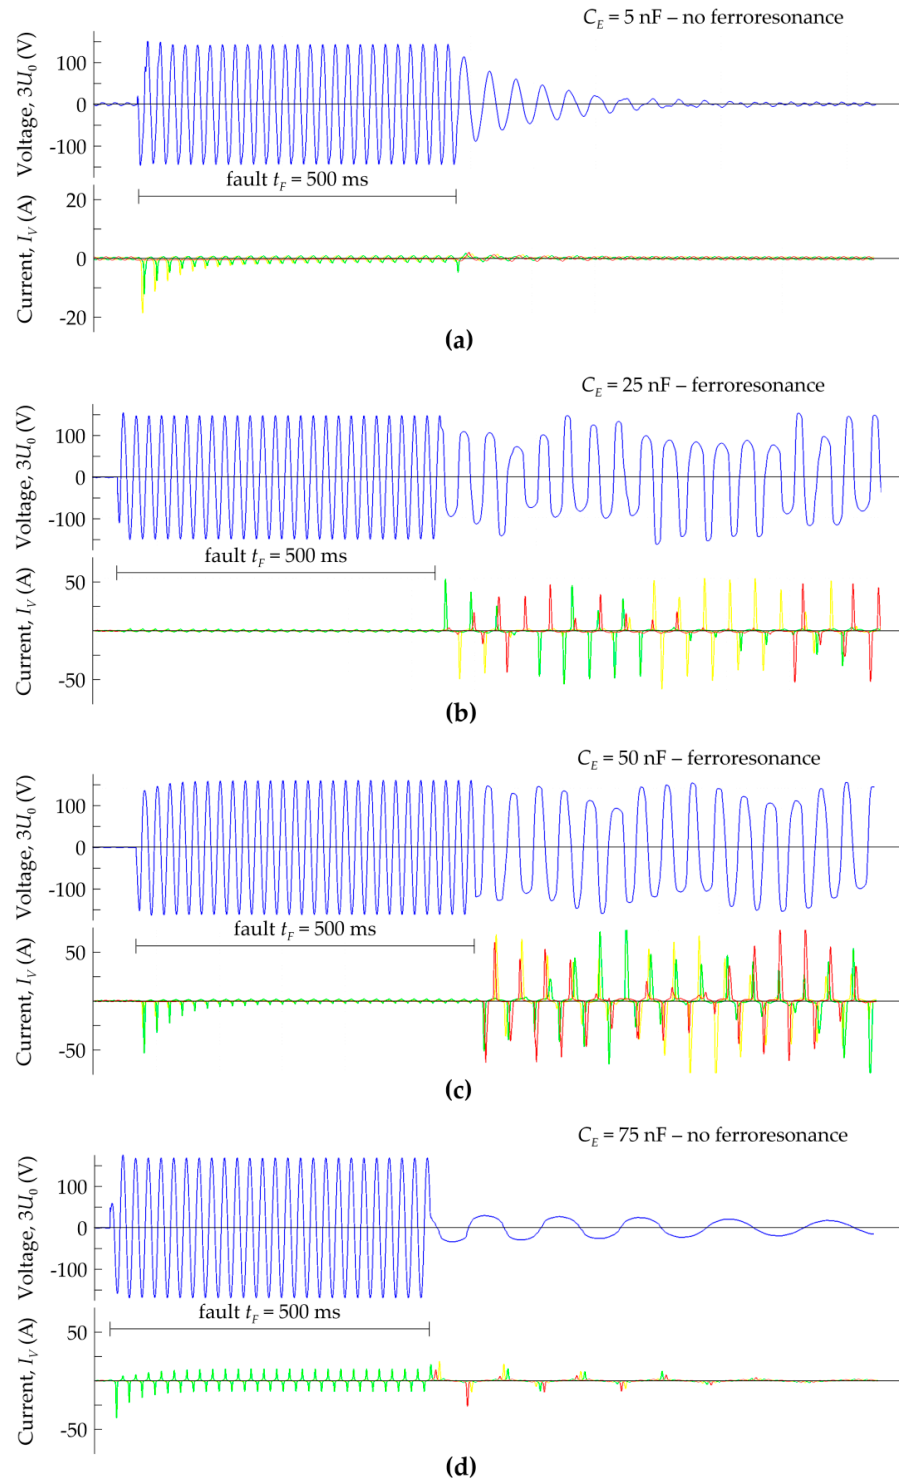 C_E = 5 nF – no ferroresonance
Voltage, 3U_0 (V)
100
0
-100
fault t_F = 500 ms
Current, I_V (A)
20
0
-20
(a)
C_E = 25 nF – ferroresonance
Voltage, 3U_0 (V)
100
0
-100
fault t_F = 500 ms
Current, I_V (A)
50
0
-50
(b)
C_E = 50 nF – ferroresonance
Voltage, 3U_0 (V)
100
0
-100
fault t_F = 500 ms
Current, I_V (A)
50
0
-50
(c)
C_E = 75 nF – no ferroresonance
Voltage, 3U_0 (V)
100
0
-100
fault t_F = 500 ms
Current, I_V (A)
50
0
-50
(d)